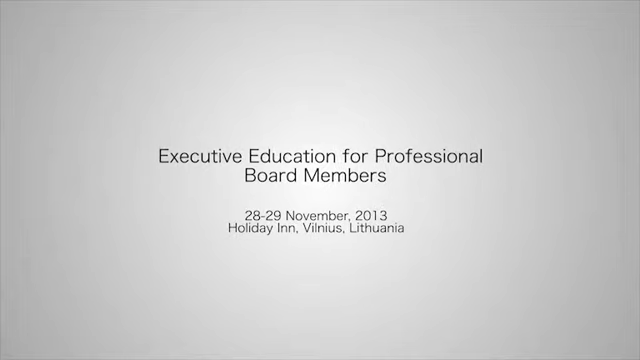 Executive Education for Professional
Board Members
28-29 November, 2013
Holiday Inn, Vilnius, Lithuania